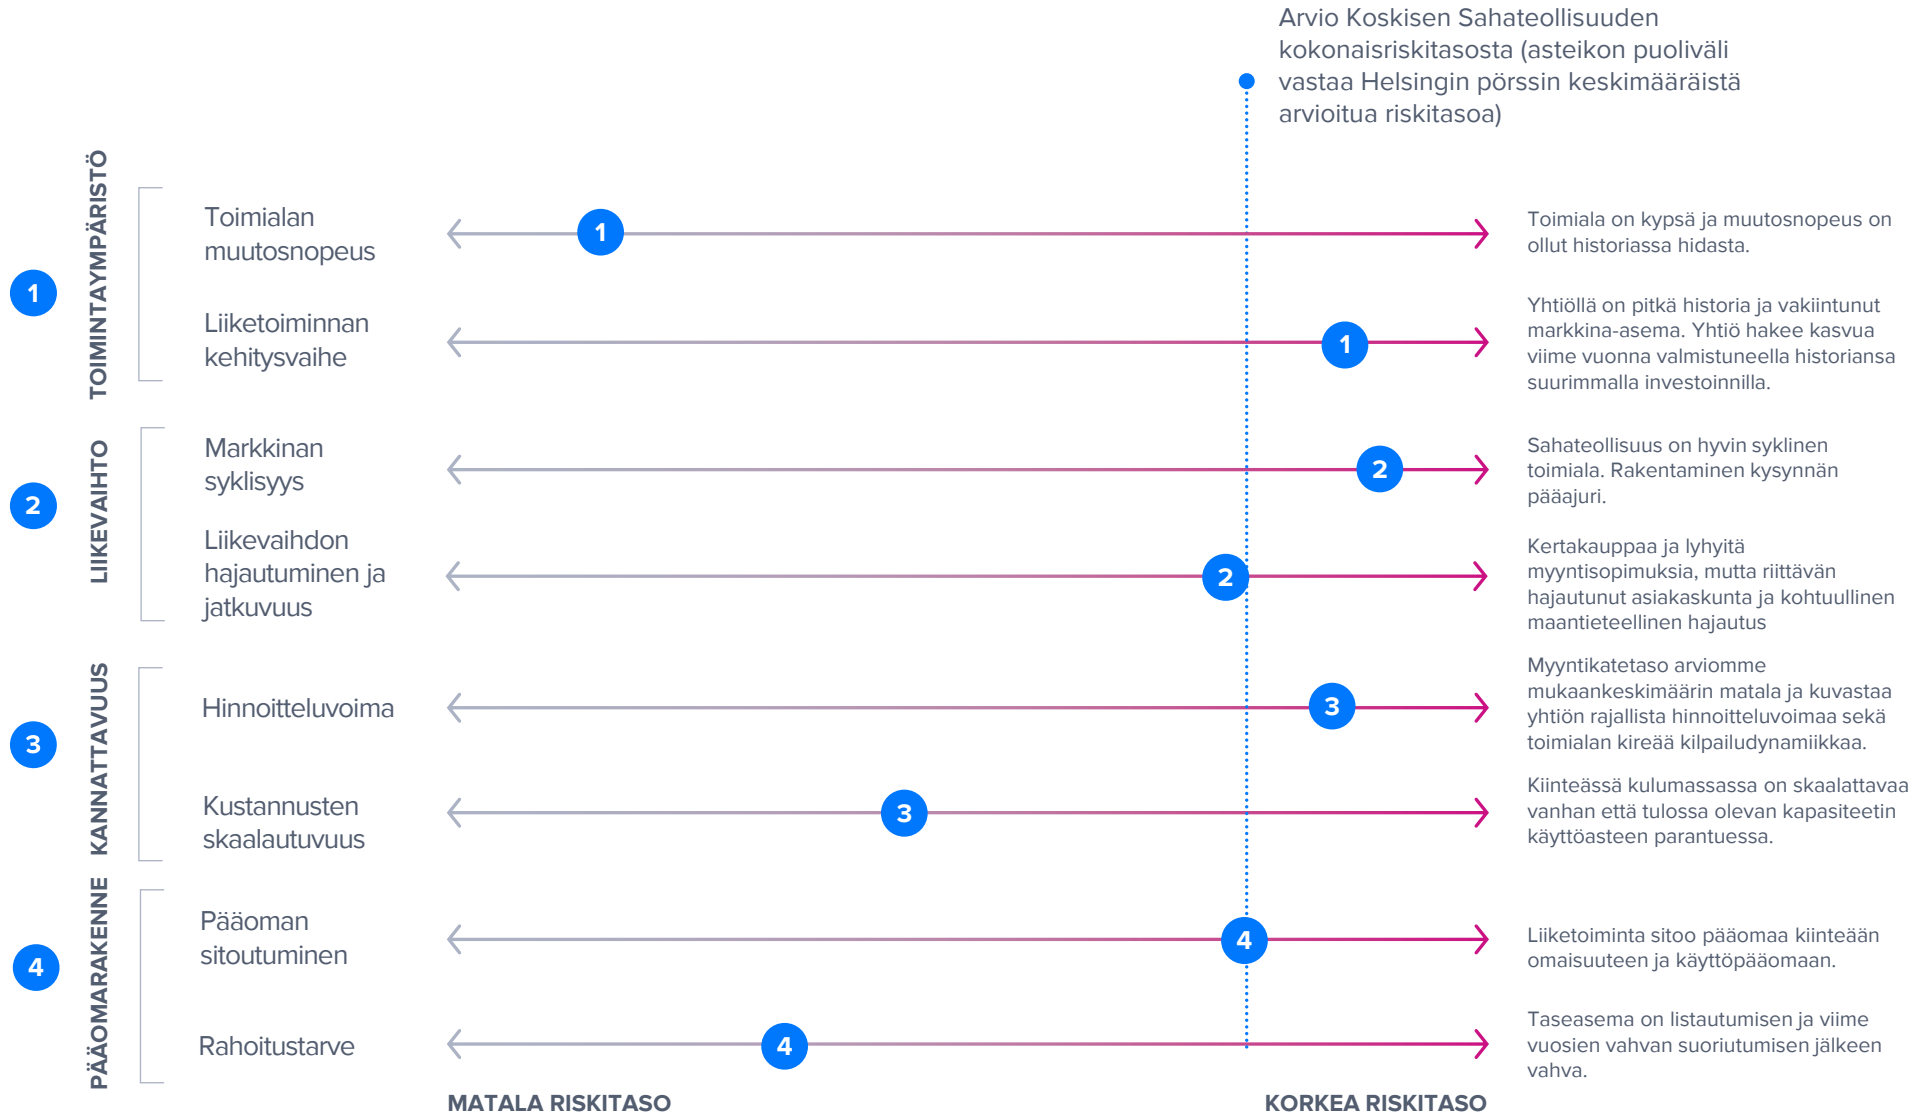 Arvio Koskisen Sahateollisuuden
kokonaisriskitasosta (asteikon puoliväli
vastaa Helsingin pörssin keskimääräistä
arvioitua riskitasoa)
1
TOIMINTAYMPÄRISTÖ
Toimialan
muutosnopeus
1
Toimiala on kypsä ja muutosnopeus on
ollut historiassa hidasta.
Liiketoiminnan
kehitysvaihe
1
Yhtiöllä on pitkä historia ja vakiintunut
markkina-asema. Yhtiö hakee kasvua
viime vuonna valmistuneella historiansa
suurimmalla investoinnilla.
2
LIIKEVAIHTO
Markkinan
syklisyys
2
Sahateollisuus on hyvin syklinen
toimiala. Rakentaminen kysynnän
pääajuri.
Liikevaihdon
hajautuminen ja
jatkuvuus
2
Kertakauppaa ja lyhyitä
myyntisopimuksia, mutta riittävän
hajautunut asiakaskunta ja kohtuullinen
maantieteellinen hajautus
3
KANNATTAVUUS
Hinnoitteluvoima
3
Myyntikatetaso arviomme
mukaankeskimäärin matala ja kuvastaa
yhtiön rajallista hinnoitteluvoimaa sekä
toimialan kireää kilpailudynamiikkaa.
Kustannusten
skaalautuvuus
3
Kiinteässä kulumassassa on skaalattavaa
vanhan että tulossa olevan kapasiteetin
käyttöasteen parantuessa.
4
PÄÄOMARAKENNE
Pääoman
sitoutuminen
4
Liiketoiminta sitoo pääomaa kiinteään
omaisuuteen ja käyttöpääomaan.
Rahoitustarve
4
Taseasema on listautumisen ja viime
vuosien vahvan suoriutumisen jälkeen
vahva.
MATALA RISKITASO
KORKEA RISKITASO